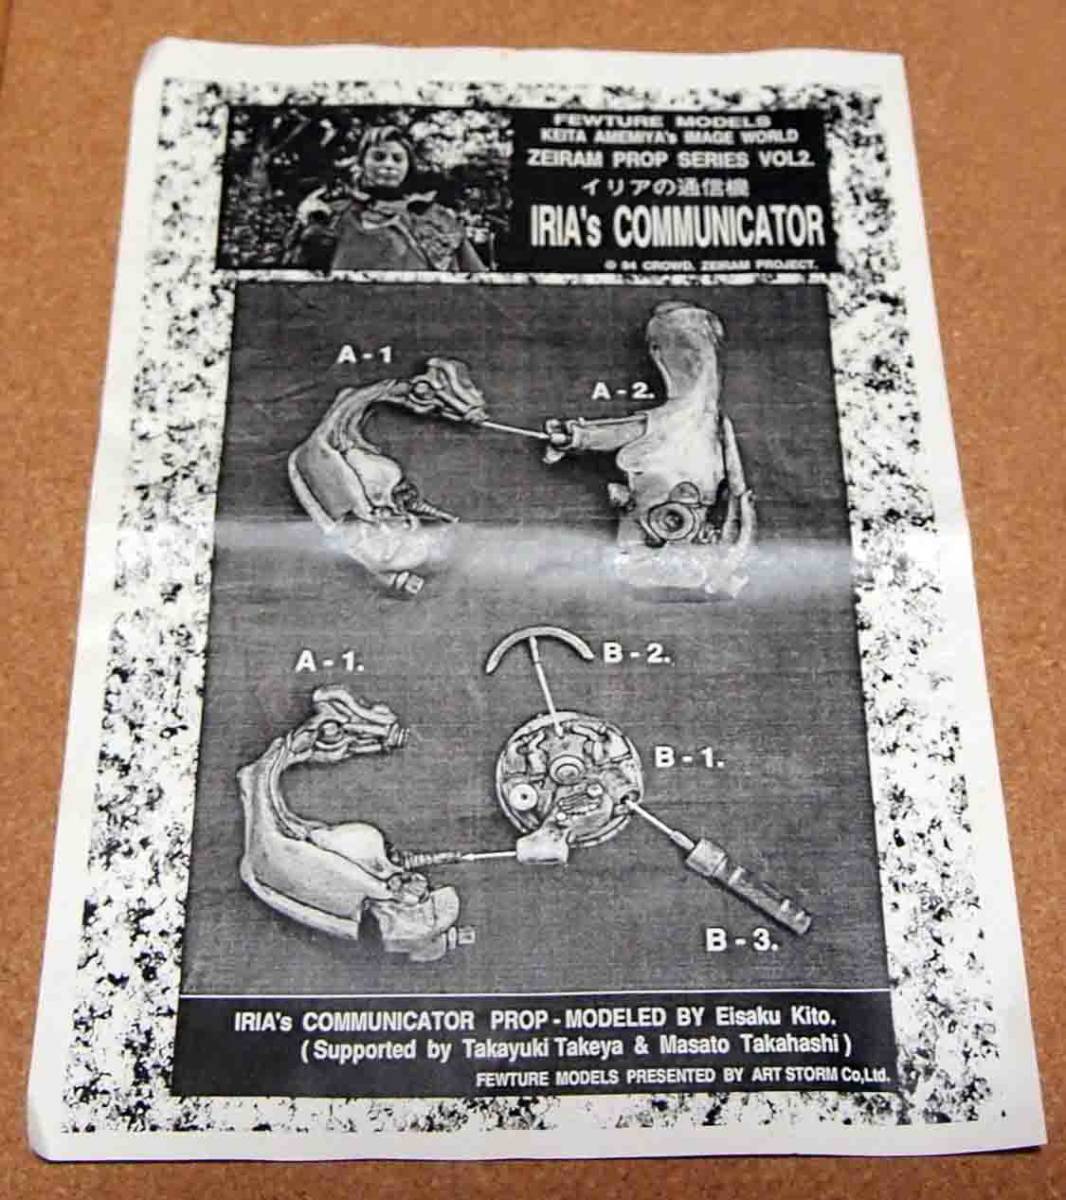 FEWTURE MODELS
KEITA AMEMIYA's IMAGE WORLD
ZEIRAM PROP SERIES VOL2.
イリアの通信機
IRIA's COMMUNICATOR
© 94 CROWD. ZEIRAM PROJECT.
A-1
A-2.
A-1.
B-2.
B-1.
B-3.
IRIA's COMMUNICATOR PROP-MODELED BY Eisaku Kito.
(Supported by Takayuki Takeya & Masato Takahashi)
FEWTURE MODELS PRESENTED BY ART STORM Co,Ltd.